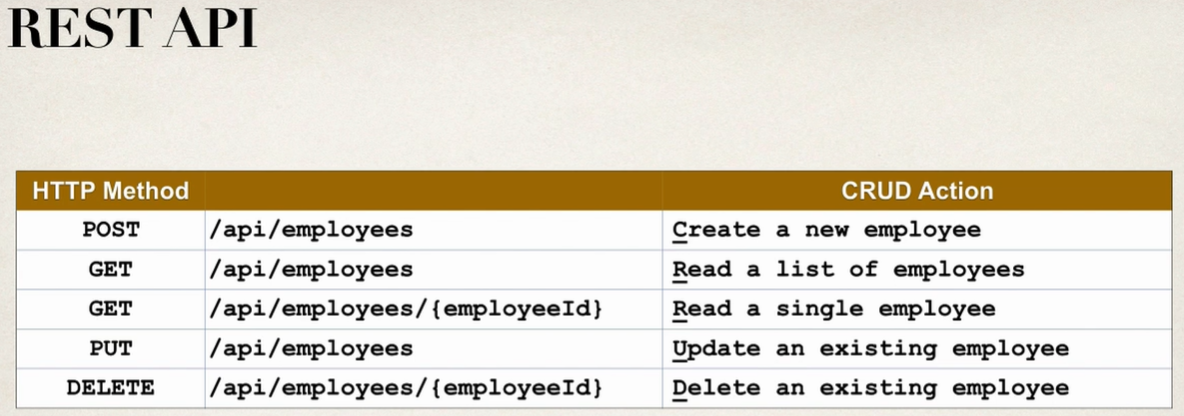 REST API
HTTP Method CRUD Action
POST /api/employees Create a new employee
GET /api/employees Read a list of employees
GET /api/employees/{employeeId} Read a single employee
PUT /api/employees Update an existing employee
DELETE /api/employees/{employeeId} Delete an existing employee